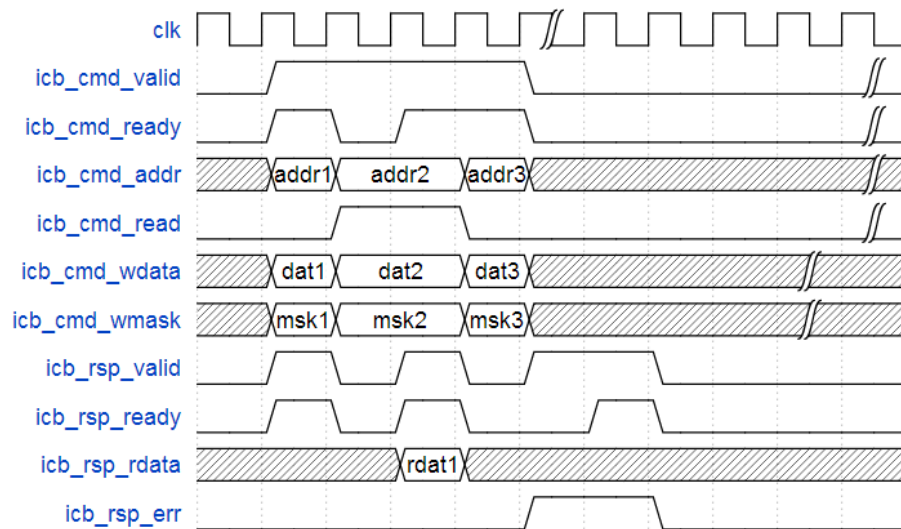 clk
icb_cmd_valid
icb_cmd_ready
icb_cmd_addr addr1 addr2 addr3
icb_cmd_read
icb_cmd_wdata dat1 dat2 dat3
icb_cmd_wmask msk1 msk2 msk3
icb_rsp_valid
icb_rsp_ready
icb_rsp_rdata rdat1
icb_rsp_err